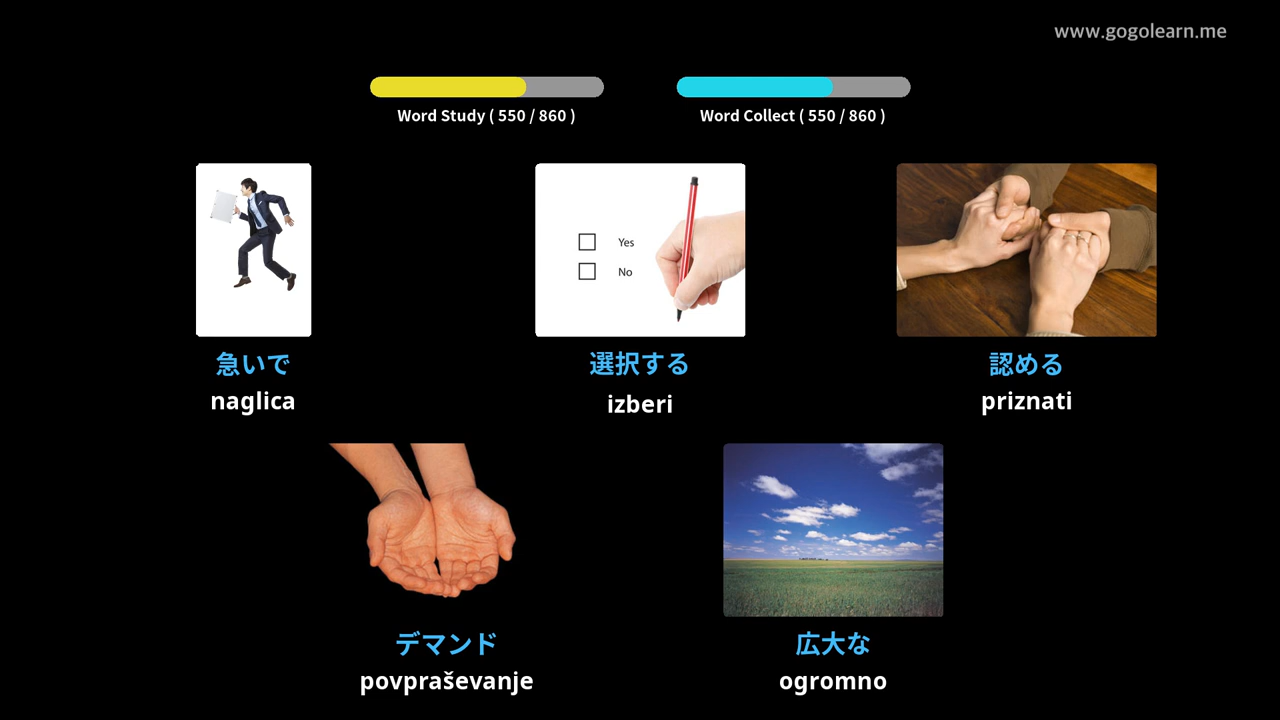 www.gogolearn.me
Word Study ( 550 / 860 )
Word Collect ( 550 / 860 )
Yes
No
急いで
naglica
選択する
izberi
認める
priznati
デマンド
povpraševanje
広大な
ogromno